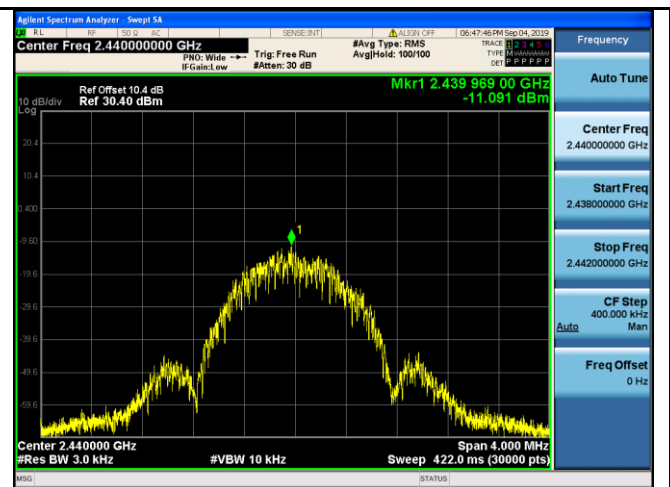 Agilent Spectrum Analyzer - Swept SA
RL RF 50 Ω AC SENSE:INT ALIGN OFF 06:47:46 PM Sep 04, 2019
Center Freq 2.440000000 GHz
PNO: Wide
IFGain:Low
Trig: Free Run
#Atten: 30 dB
#Avg Type: RMS
Avg|Hold: 100/100
TRACE 1 2 3 4 5 6
TYPE M
DET P P P P P P
Ref Offset 10.4 dB
Ref 30.40 dBm
10 dB/div
Log
Mkr1 2.439 969 00 GHz
-11.091 dBm
20.4
10.4
0.400
-9.60
-19.6
-29.6
-39.6
-49.6
-59.6
1
Center 2.440000 GHz
#Res BW 3.0 kHz
#VBW 10 kHz
Span 4.000 MHz
Sweep 422.0 ms (30000 pts)
MSG
STATUS
Frequency
Auto Tune
Center Freq
2.440000000 GHz
Start Freq
2.438000000 GHz
Stop Freq
2.442000000 GHz
CF Step
400.000 kHz
Auto Man
Freq Offset
0 Hz